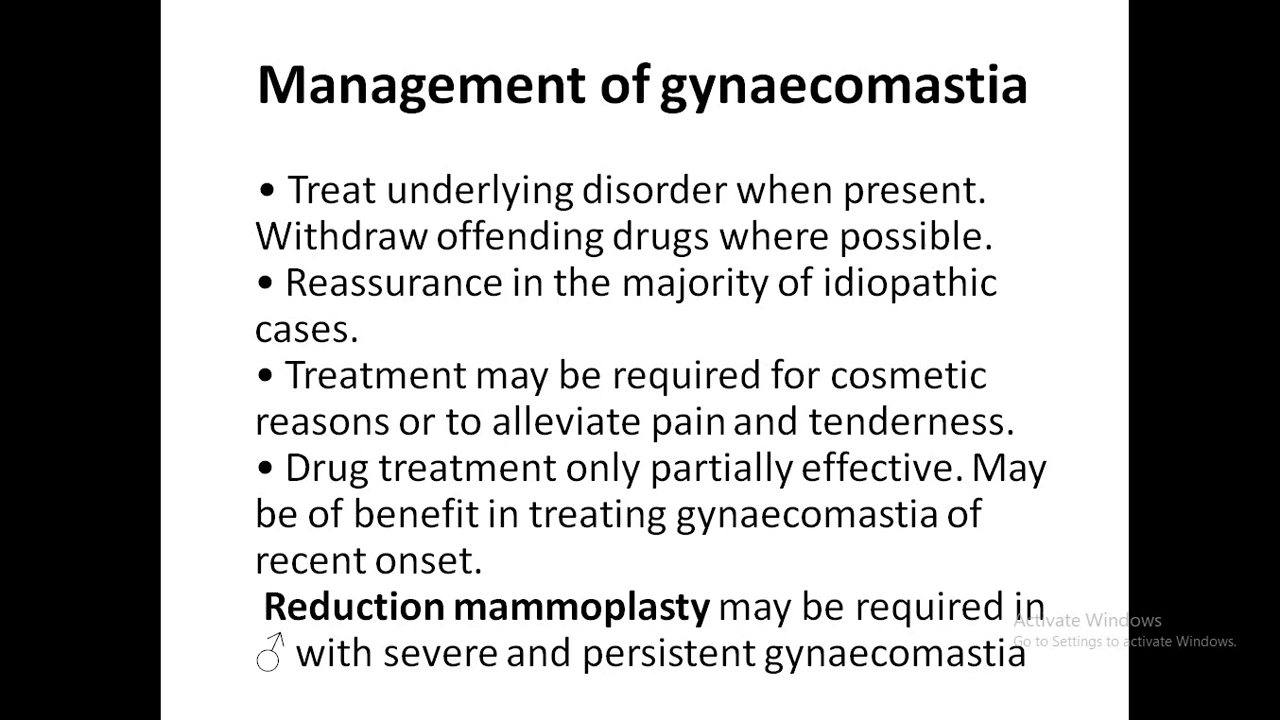 Management of gynaecomastia
• Treat underlying disorder when present.
Withdraw offending drugs where possible.
• Reassurance in the majority of idiopathic
cases.
• Treatment may be required for cosmetic
reasons or to alleviate pain and tenderness.
• Drug treatment only partially effective. May
be of benefit in treating gynaecomastia of
recent onset.
Reduction mammoplasty may be required in
♂ with severe and persistent gynaecomastia
Activate Windows
Go to Settings to activate Windows.